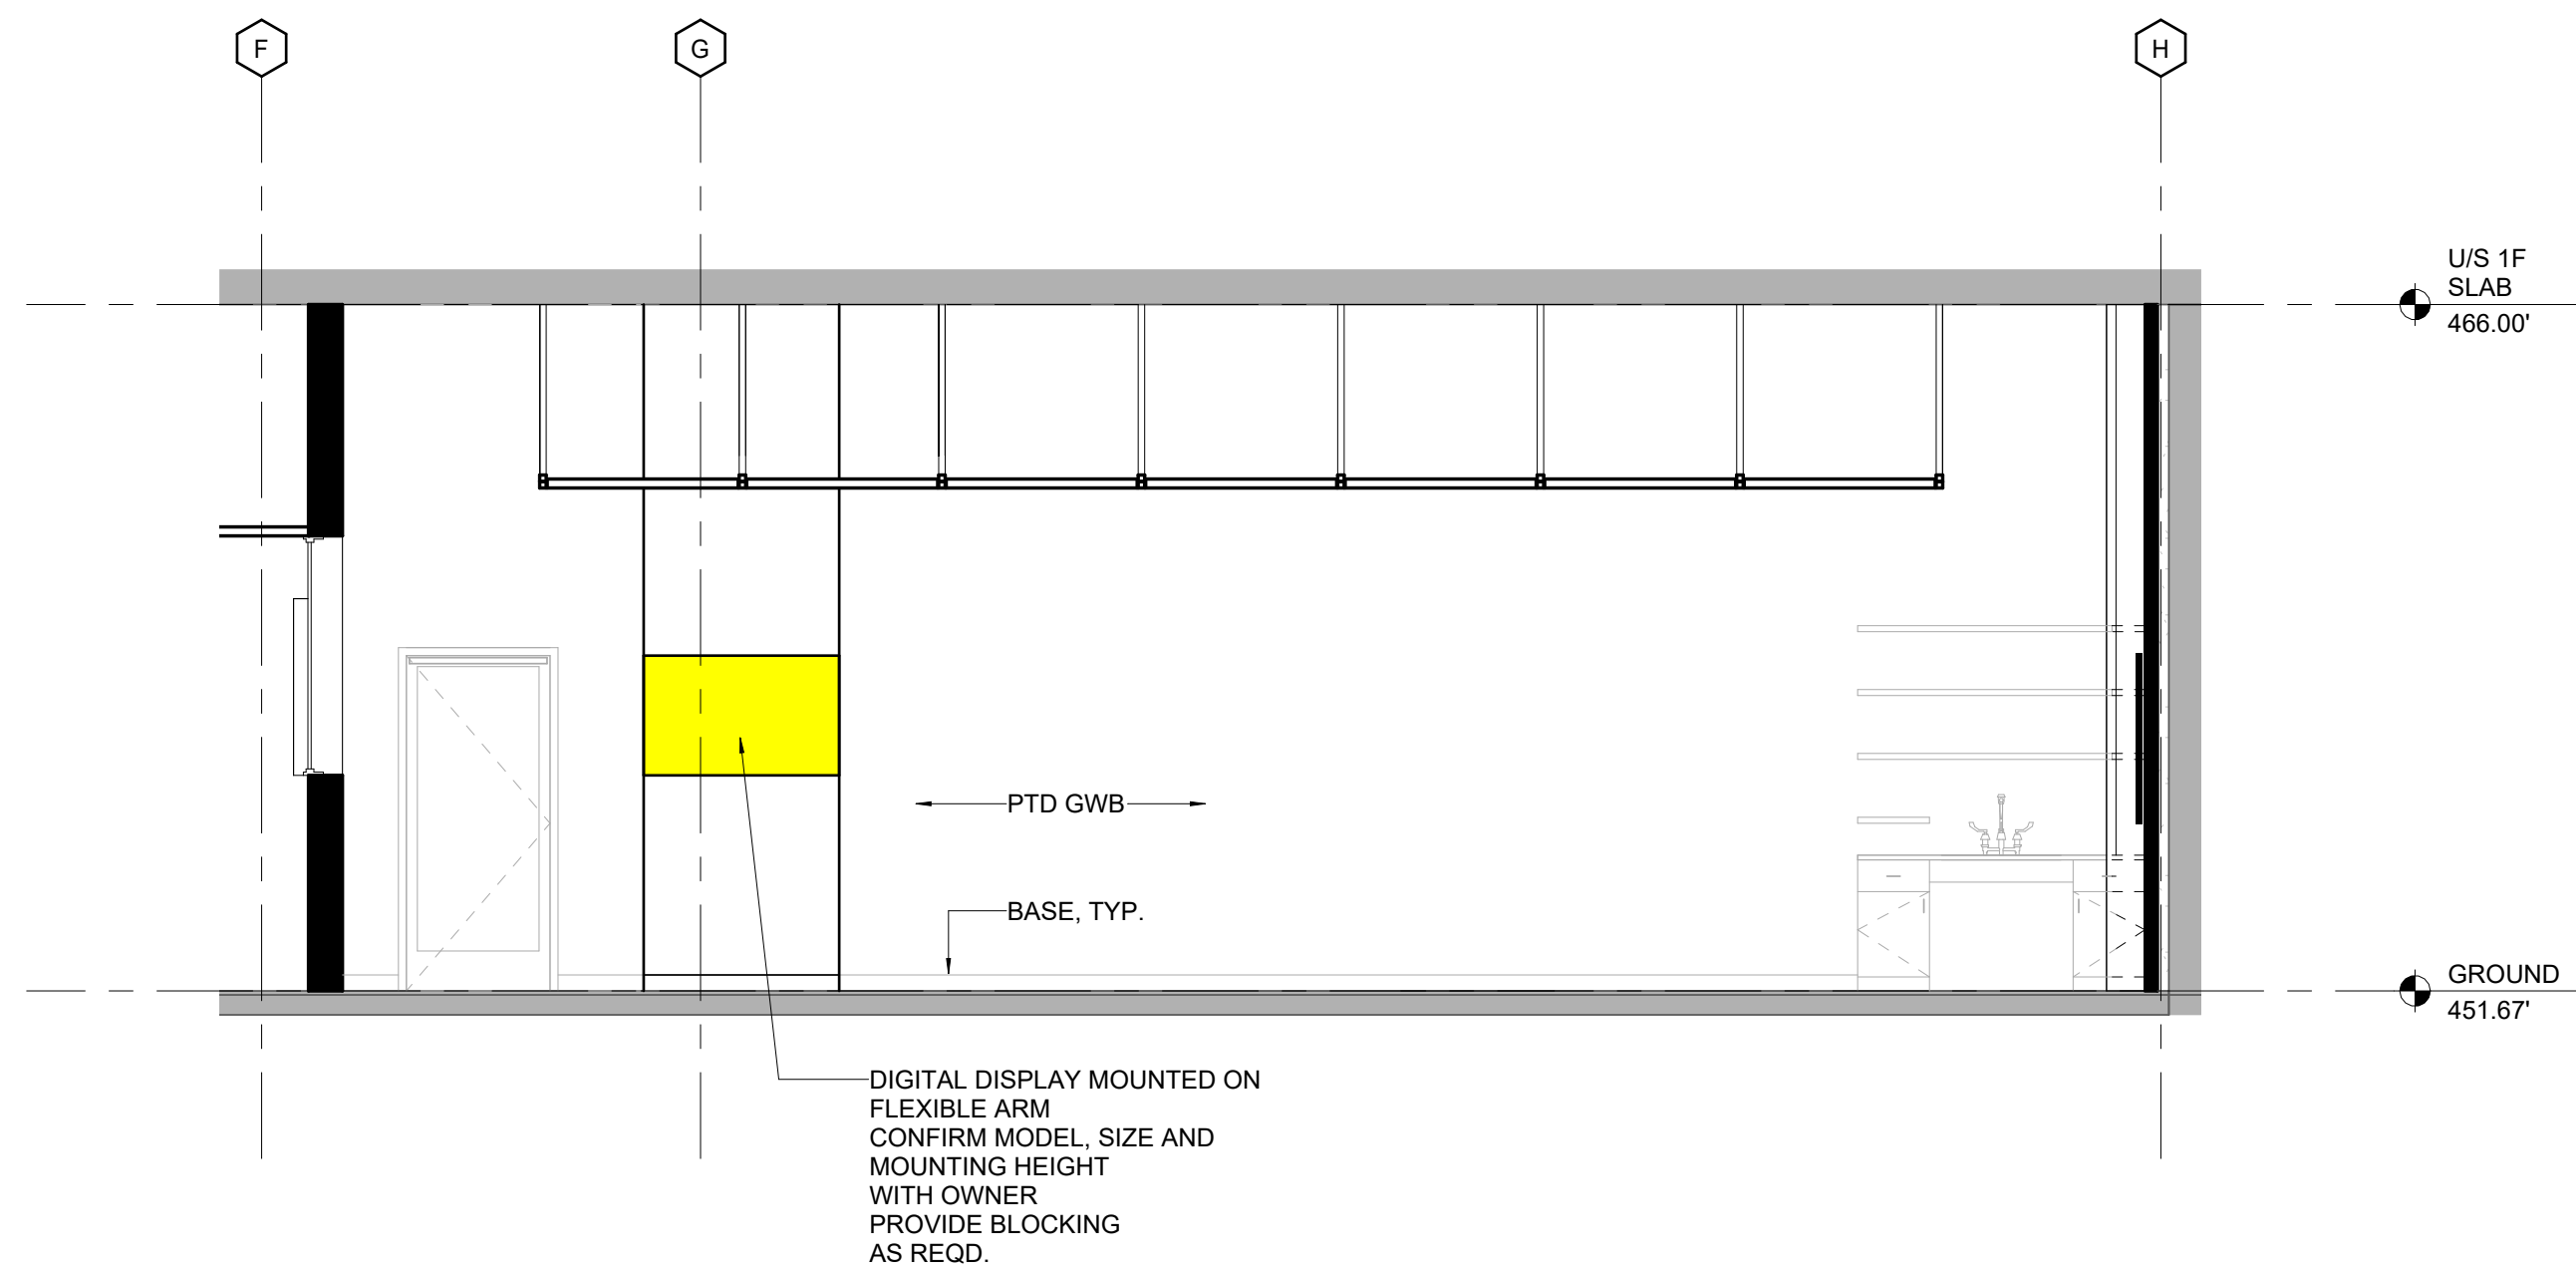 F
G
H
U/S 1F
SLAB
466.00'
PTD GWB
BASE, TYP.
GROUND
451.67'
DIGITAL DISPLAY MOUNTED ON
FLEXIBLE ARM
CONFIRM MODEL, SIZE AND
MOUNTING HEIGHT
WITH OWNER
PROVIDE BLOCKING
AS REQD.